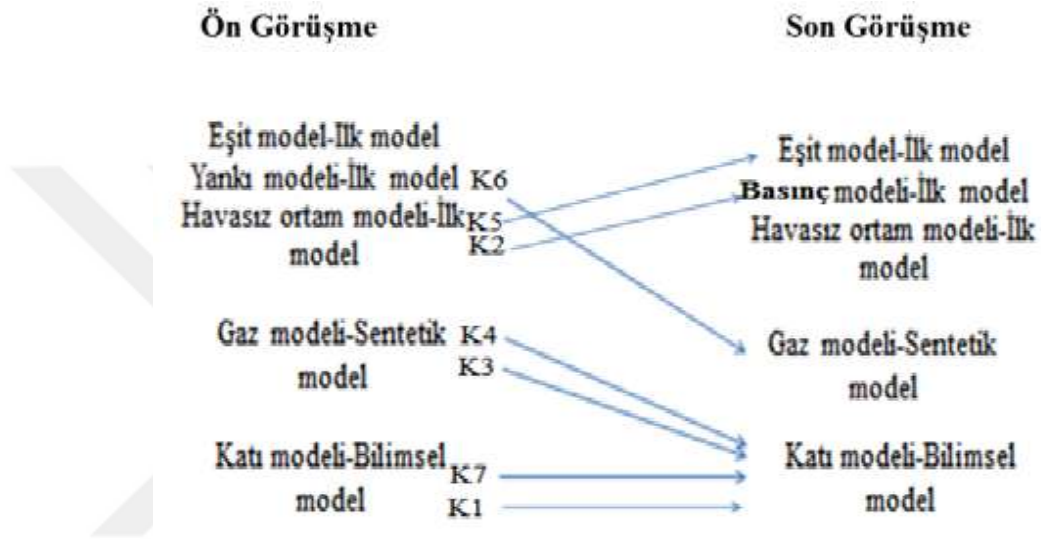 Ön Görüşme
Son Görüşme
Eşit model-İlk model
Yankı modeli-İlk model K6
Havasız ortam modeli-İlk K5
model K2
Gaz modeli-Sentetik K4
model K3
Katı modeli-Bilimsel K7
model K1
Eşit model-İlk model
Basınç modeli-İlk model
Havasız ortam modeli-İlk
model
Gaz modeli-Sentetik
model
Katı modeli-Bilimsel
model